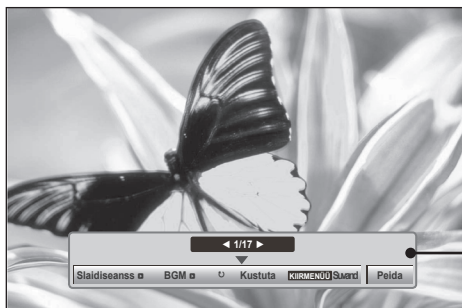 ◀ 1/17 ▶
Slaidiseanss BGM ↻ Kustuta KIIRMENÜÜ Suvand Peida